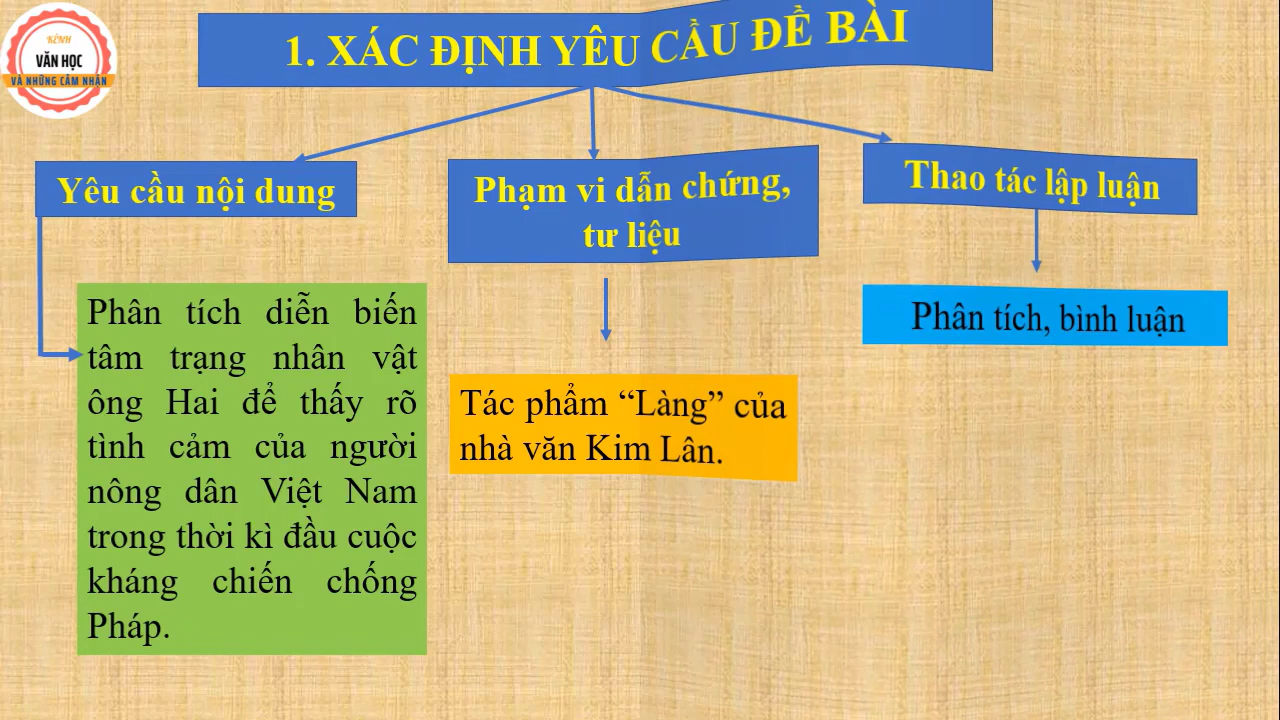 KÊNH
VĂN HỌC
VÀ NHỮNG CẢM NHẬN
1. XÁC ĐỊNH YÊU CẦU ĐỀ BÀI
Yêu cầu nội dung
Phạm vi dẫn chứng,
tư liệu
Thao tác lập luận
Phân tích diễn biến
tâm trạng nhân vật
ông Hai để thấy rõ
tình cảm của người
nông dân Việt Nam
trong thời kì đầu cuộc
kháng chiến chống
Pháp.
Tác phẩm “Làng” của
nhà văn Kim Lân.
Phân tích, bình luận